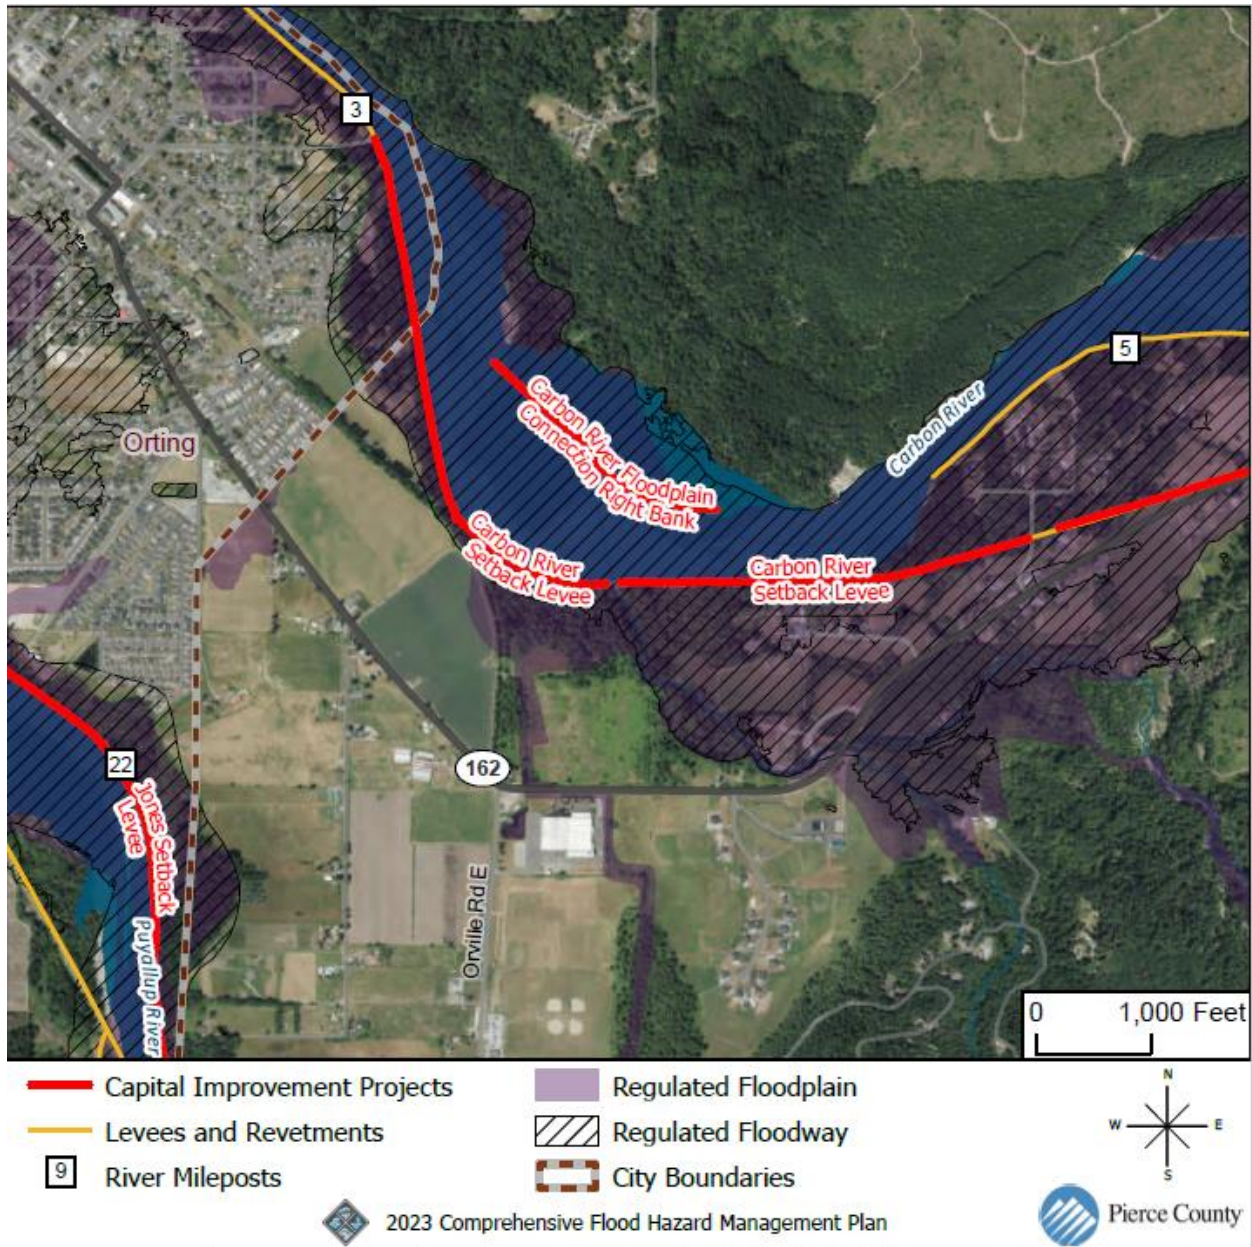 3
5
Carbon River
Carbon River Floodplain
Connection Right Bank
Orting
Carbon River
Setback Levee
Carbon River
Setback Levee
22
Jones Setback
Levee
162
Orville Rd E
Puyallup River
0 1,000 Feet
Capital Improvement Projects
Levees and Revetments
9 River Mileposts
Regulated Floodplain
Regulated Floodway
City Boundaries
N
W E
S
2023 Comprehensive Flood Hazard Management Plan
Pierce County